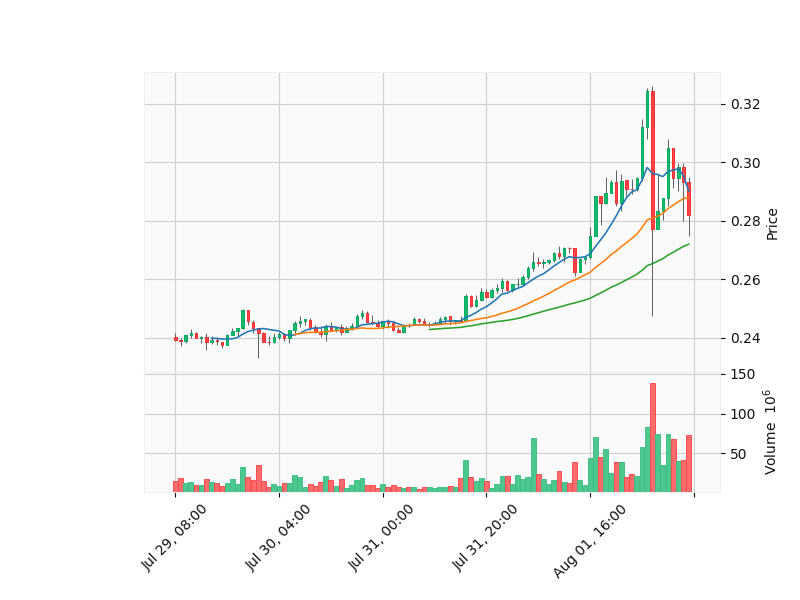 0.32
0.30
0.28
0.26
0.24
Price
150
100
50
Volume 10^6
Jul 29, 08:00
Jul 30, 04:00
Jul 31, 00:00
Jul 31, 20:00
Aug 01, 16:00